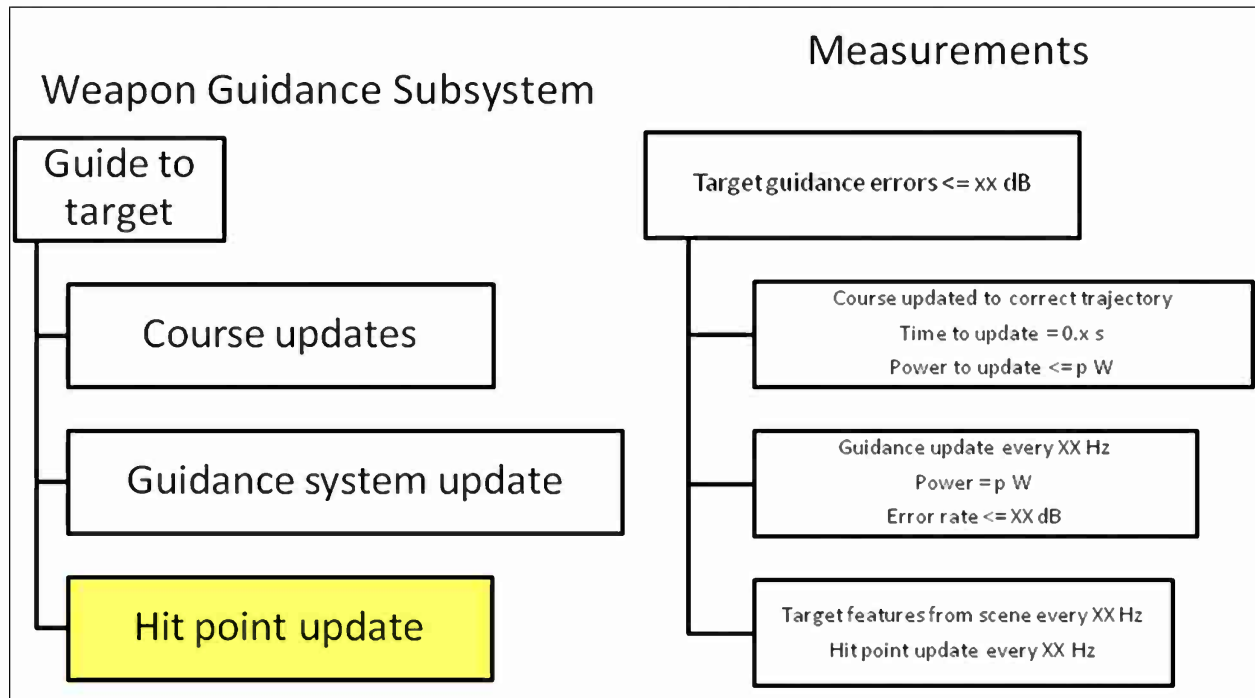 Measurements
Weapon Guidance Subsystem
Guide to
target
Course updates
Guidance system update
Hit point update
Target guidance errors <= xx dB
Course updated to correct trajectory
Time to update = 0.x s
Power to update <= p W
Guidance update every XX Hz
Power = p W
Error rate <= XX dB
Target features from scene every XX Hz
Hit point update every XX Hz